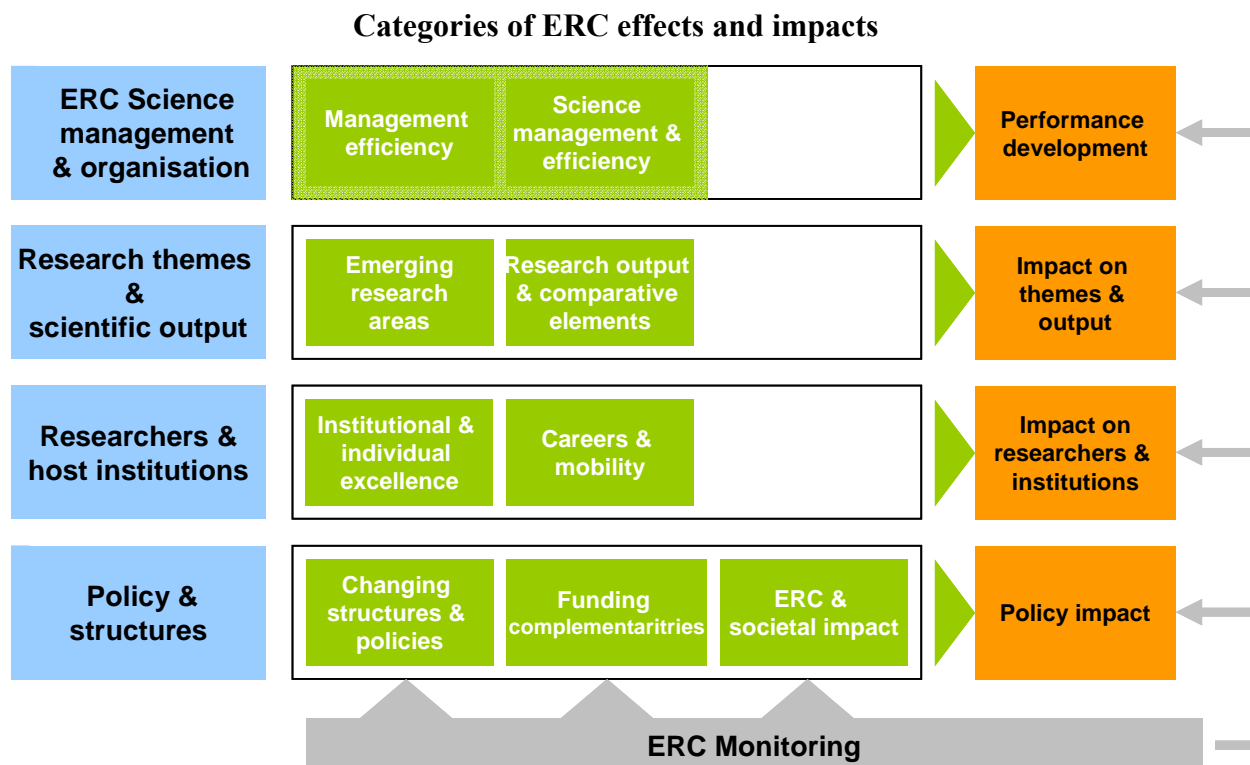 Categories of ERC effects and impacts
ERC Science
management
& organisation
Management
efficiency
Science
management &
efficiency
Performance
development
Research themes
&
scientific output
Emerging
research
areas
Research output
& comparative
elements
Impact on
themes &
output
Researchers &
host institutions
Institutional &
individual
excellence
Careers &
mobility
Impact on
researchers &
institutions
Policy &
structures
Changing
structures &
policies
Funding
complementaritries
ERC &
societal impact
Policy impact
ERC Monitoring